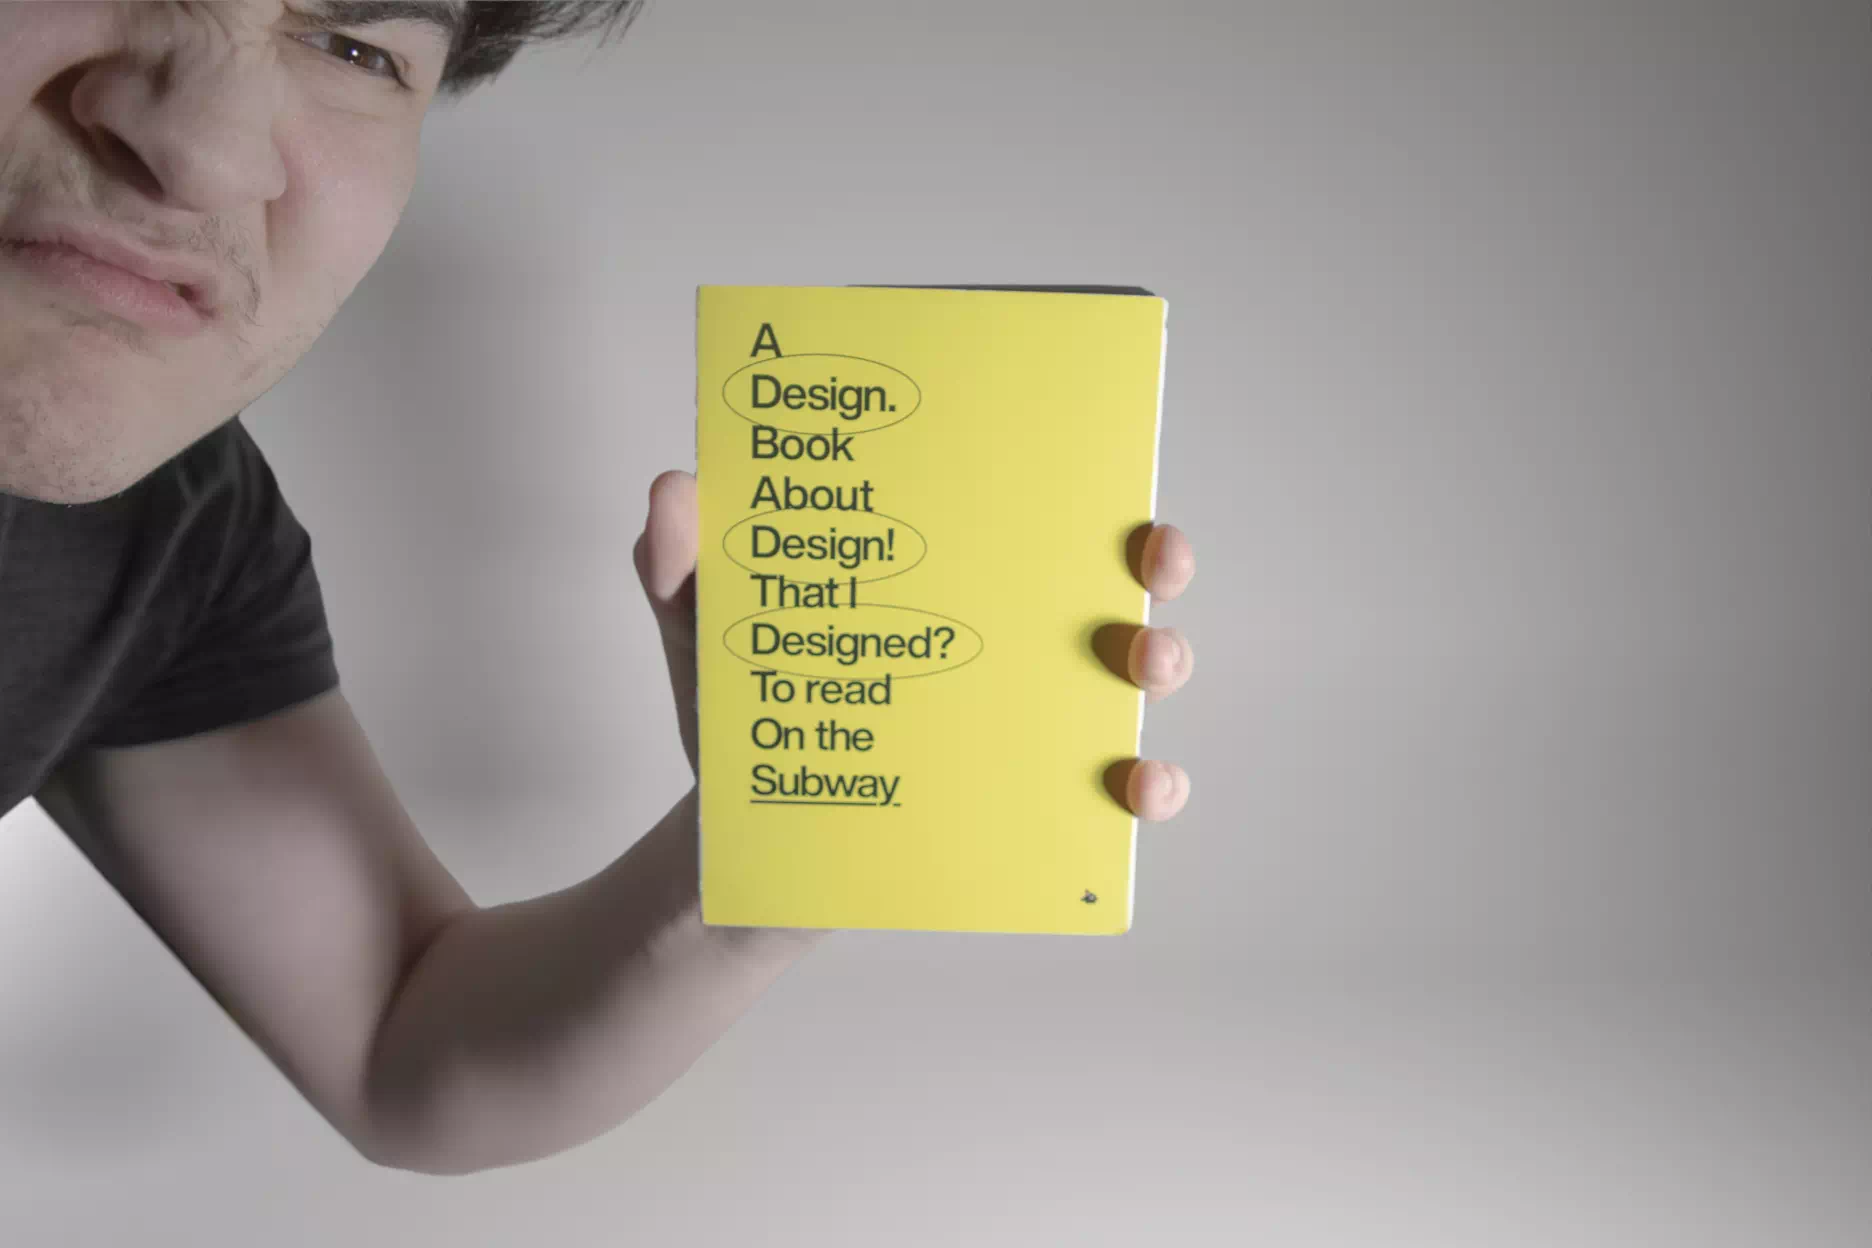 A
Design.
Book
About
Design!
That I
Designed?
To read
On the
Subway